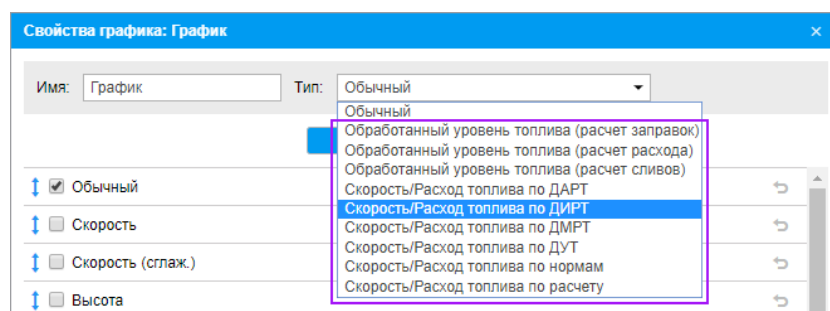 Свойства графика: График
Имя: График Тип: Обычный
Обычный
Обработанный уровень топлива (расчет заправок)
Обработанный уровень топлива (расчет расхода)
Обработанный уровень топлива (расчет сливов)
Скорость/Расход топлива по ДАРТ
Скорость/Расход топлива по ДИРТ
Скорость/Расход топлива по ДМРТ
Скорость/Расход топлива по ДУТ
Скорость/Расход топлива по нормам
Скорость/Расход топлива по расчету
Обычный
Скорость
Скорость (сглаж.)
Высота